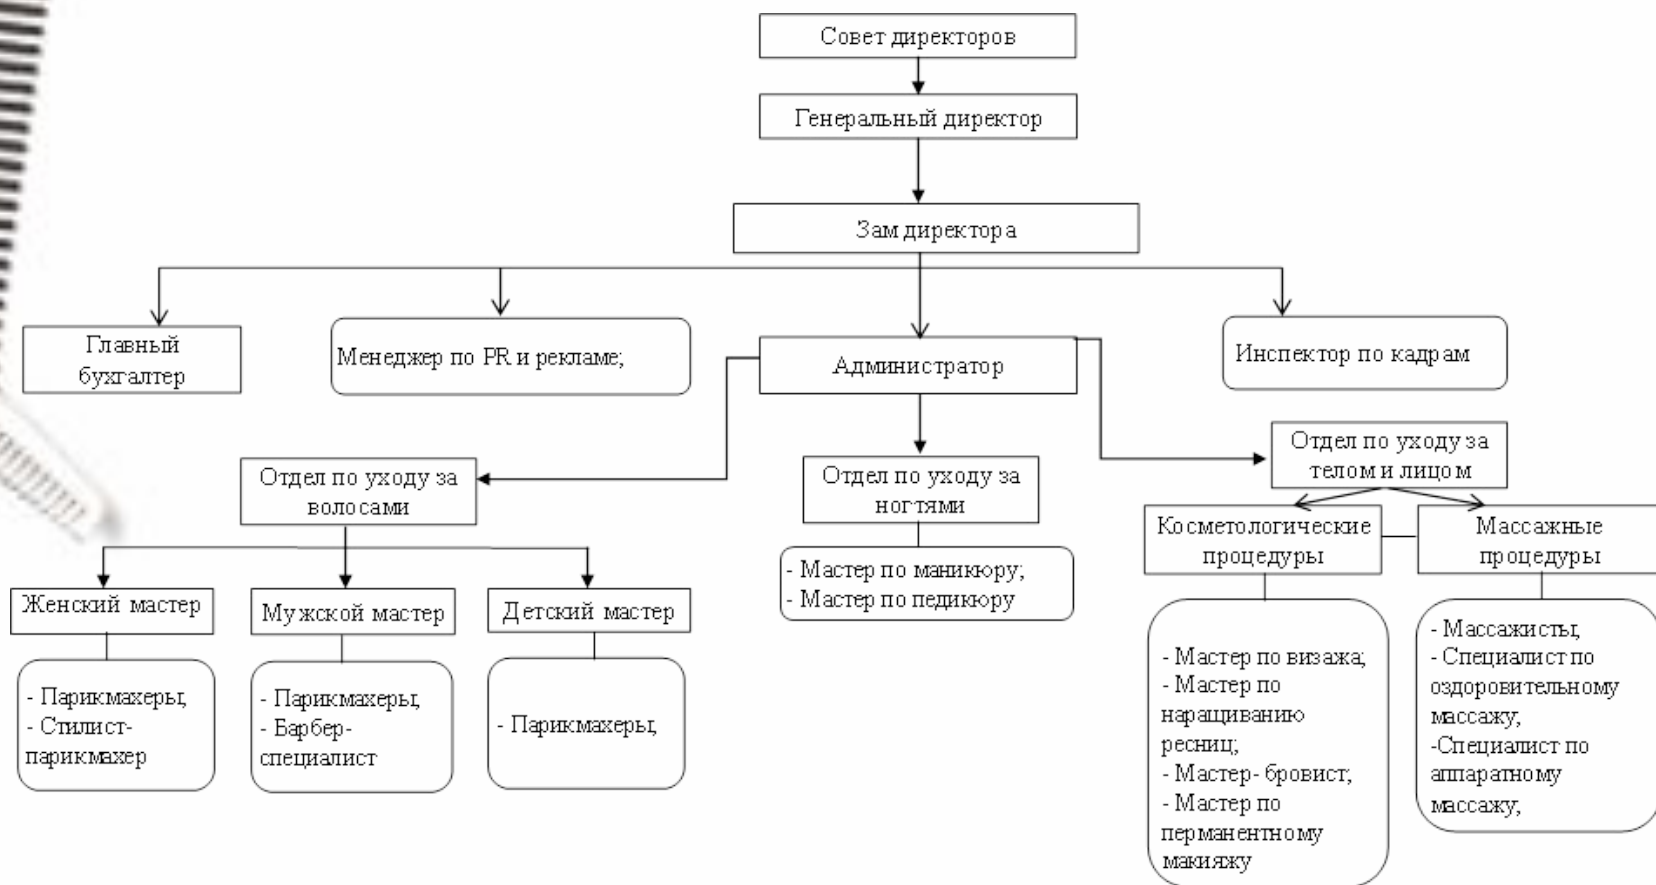 Совет директоров
Генеральный директор
Зам директора
Главный
бухгалтер
Менеджер по PR и рекламе;
Администратор
Инспектор по кадрам
Отдел по уходу за
волосами
Отдел по уходу за
ногтями
Отдел по уходу за
телом и лицом
Косметологические
процедуры
Массажные
процедуры
Женский мастер
Мужской мастер
Детский мастер
- Мастер по маникюру;
- Мастер по педикюру
- Парикмахеры;
- Стилист-
парикмахер
- Парикмахеры;
- Барбер-
специалист
- Парикмахеры;
- Мастер по визажа;
- Мастер по
наращиванию
ресниц;
- Мастер- бровист;
- Мастер по
перманентному
макияжу
- Массажисты;
- Специалист по
оздоровительному
массажу;
-Специалист по
аппаратному
массажу;